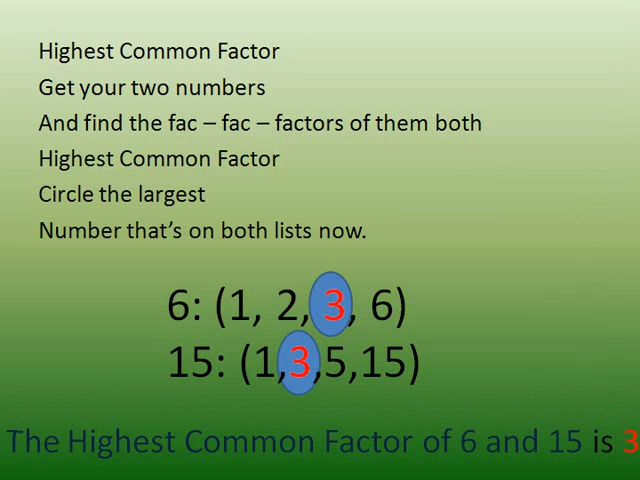 Highest Common Factor
Get your two numbers
And find the fac – fac – factors of them both
Highest Common Factor
Circle the largest
Number that's on both lists now.
6: (1, 2, 3, 6)
15: (1,3,5,15)
The Highest Common Factor of 6 and 15 is 3